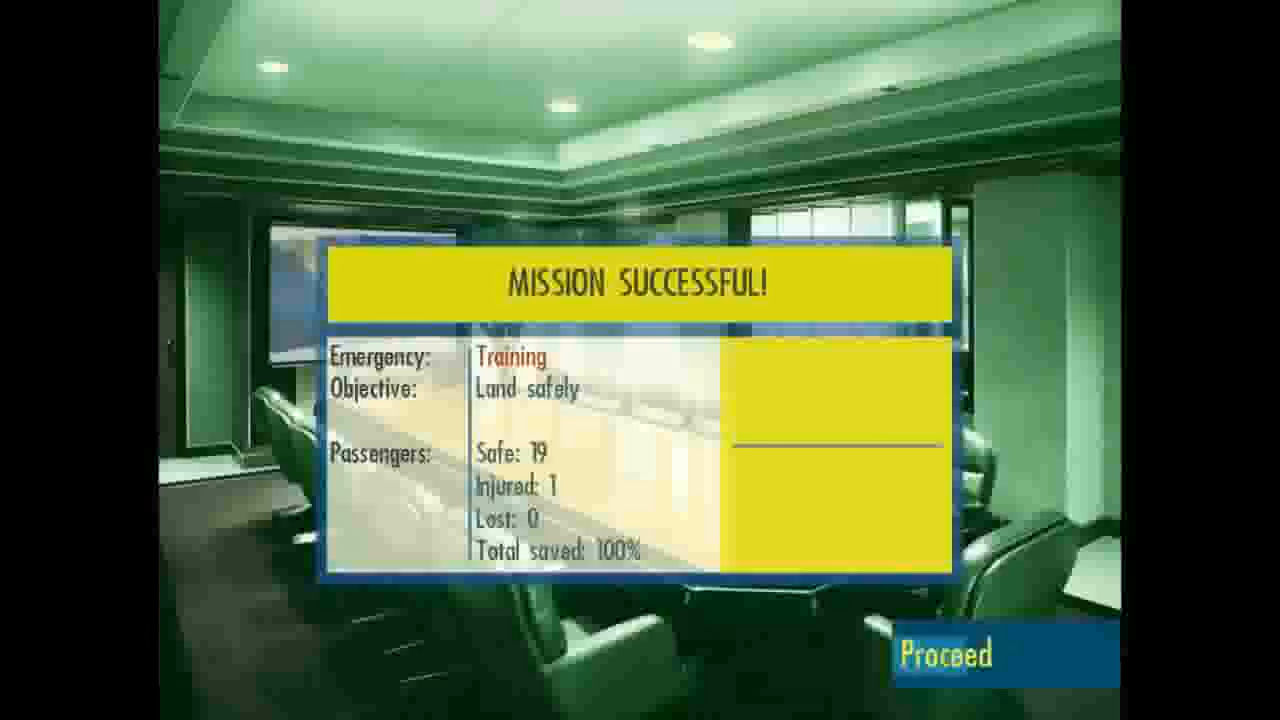 MISSION SUCCESSFUL!
Emergency: Training
Objective: Land safely
Passengers: Safe: 19
Injured: 1
Lost: 0
Total saved: 100%
Proceed